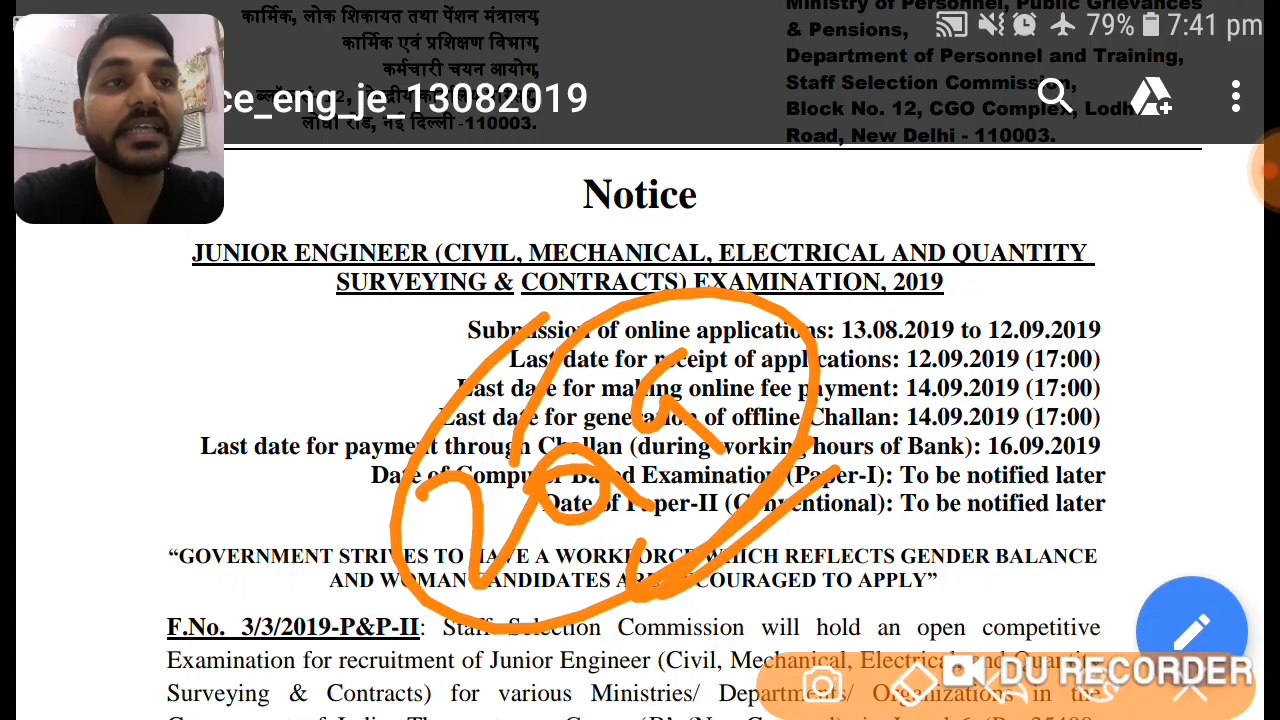 कार्मिक, लोक शिकायत तथा पेंशन मंत्रालय,
कार्मिक एवं प्रशिक्षण विभाग,
कर्मचारी चयन आयोग,
लोधी रोड, नई दिल्ली -110003.
Ministry of Personnel, Public Grievances
& Pensions,
Department of Personnel and Training,
Staff Selection Commission,
Block No. 12, CGO Complex, Lodhi
Road, New Delhi - 110003.
79% 7:41 pm
ce_eng_je_13082019
Notice
JUNIOR ENGINEER (CIVIL, MECHANICAL, ELECTRICAL AND QUANTITY
SURVEYING & CONTRACTS) EXAMINATION, 2019
Submission of online applications: 13.08.2019 to 12.09.2019
Last date for receipt of applications: 12.09.2019 (17:00)
Last date for making online fee payment: 14.09.2019 (17:00)
Last date for generation of offline Challan: 14.09.2019 (17:00)
Last date for payment through Challan (during working hours of Bank): 16.09.2019
Date of Computer Based Examination (Paper-I): To be notified later
Date of Paper-II (Conventional): To be notified later
“GOVERNMENT STRIVES TO HAVE A WORKFORCE WHICH REFLECTS GENDER BALANCE
AND WOMAN CANDIDATES ARE ENCOURAGED TO APPLY”
F.No. 3/3/2019-P&P-II: Staff Selection Commission will hold an open competitive
Examination for recruitment of Junior Engineer (Civil, Mechanical, Electrical and Quantity
Surveying & Contracts) for various Ministries/ Departments/ Organizations in the
DU RECORDER